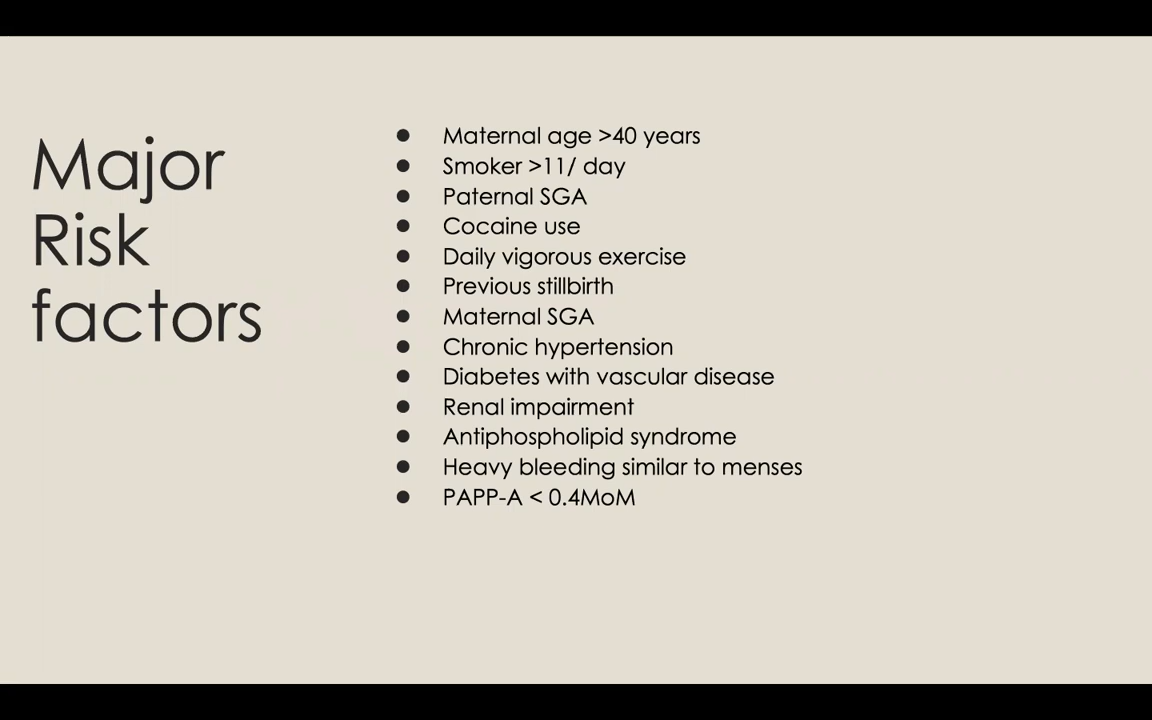 Major
Risk
factors
● Maternal age >40 years
● Smoker >11/ day
● Paternal SGA
● Cocaine use
● Daily vigorous exercise
● Previous stillbirth
● Maternal SGA
● Chronic hypertension
● Diabetes with vascular disease
● Renal impairment
● Antiphospholipid syndrome
● Heavy bleeding similar to menses
● PAPP-A < 0.4MoM